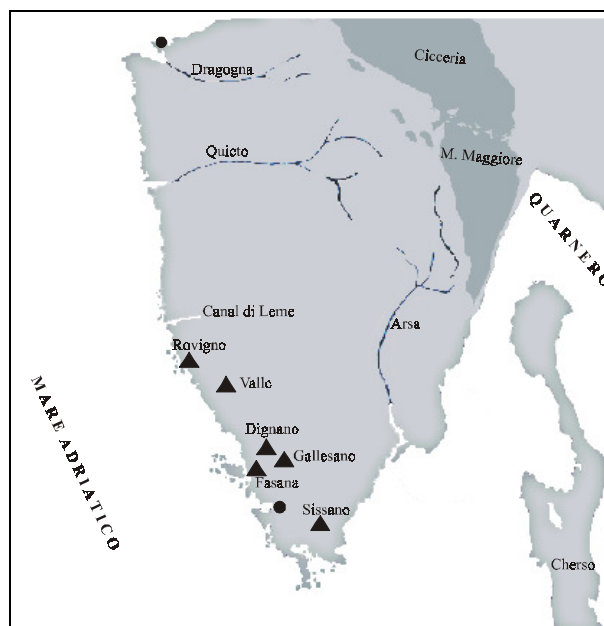 Cicceria
Dragogna
Quieto
M. Maggiore
QUARNERO
Canal di Leme
Arsa
Rovigno
Valle
MARE ADRIATICO
Dignano
Gallesano
Fasana
Sissano
Cherso